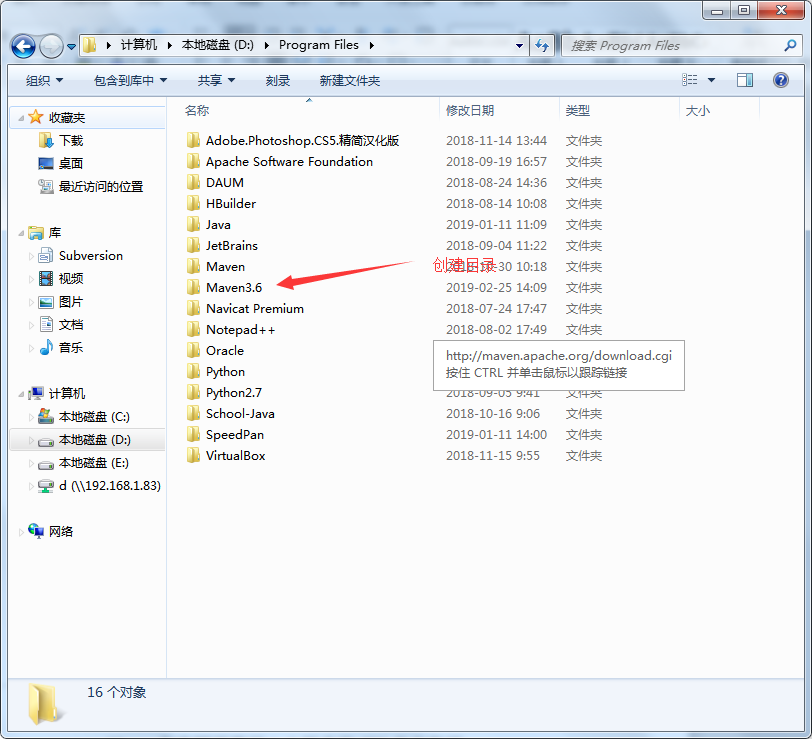 计算机 本地磁盘 (D:) Program Files
搜索 Program Files
组织 包含到库中 共享 刻录 新建文件夹
名称 修改日期 类型 大小
收藏夹
下载
桌面
最近访问的位置
库
Subversion
视频
图片
文档
音乐
计算机
本地磁盘 (C:)
本地磁盘 (D:)
本地磁盘 (E:)
d (\\192.168.1.83)
网络
Adobe.Photoshop.CS5.精简汉化版 2018-11-14 13:44 文件夹
Apache Software Foundation 2018-09-19 16:57 文件夹
DAUM 2018-08-24 14:36 文件夹
HBuilder 2018-08-14 10:08 文件夹
Java 2019-01-11 11:09 文件夹
JetBrains 2018-09-04 11:22 文件夹
Maven 30 10:18 文件夹
创建目录
Maven3.6 2019-02-25 14:09 文件夹
Navicat Premium 2018-07-24 17:47 文件夹
Notepad++ 2018-08-02 17:49 文件夹
Oracle
Python
http://maven.apache.org/download.cgi
按住 CTRL 并单击鼠标以跟踪链接
Python2.7 2018-09-05 9:41 文件夹
School-Java 2018-10-16 9:06 文件夹
SpeedPan 2019-01-11 14:00 文件夹
VirtualBox 2018-11-15 9:55 文件夹
16 个对象